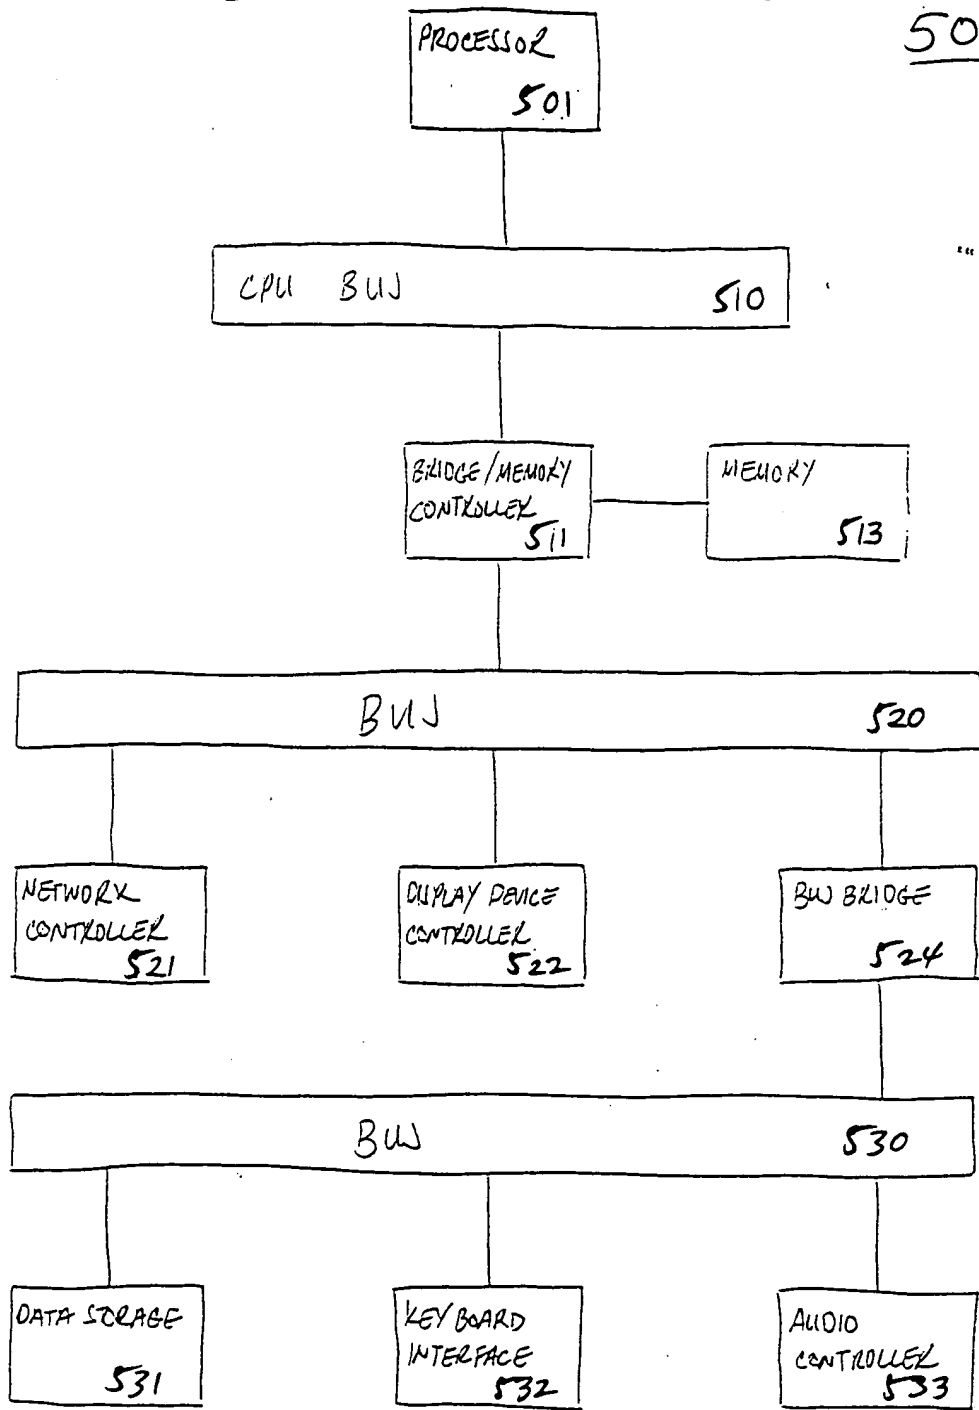 PROCESSOR
501
50
CPU BUS 510
BRIDGE/MEMORY
CONTROLLER
511
MEMORY
513
BUS 520
NETWORK
CONTROLLER
521
DISPLAY DEVICE
CONTROLLER
522
BUS BRIDGE
524
BUS 530
DATA STORAGE
531
KEYBOARD
INTERFACE
532
AUDIO
CONTROLLER
533